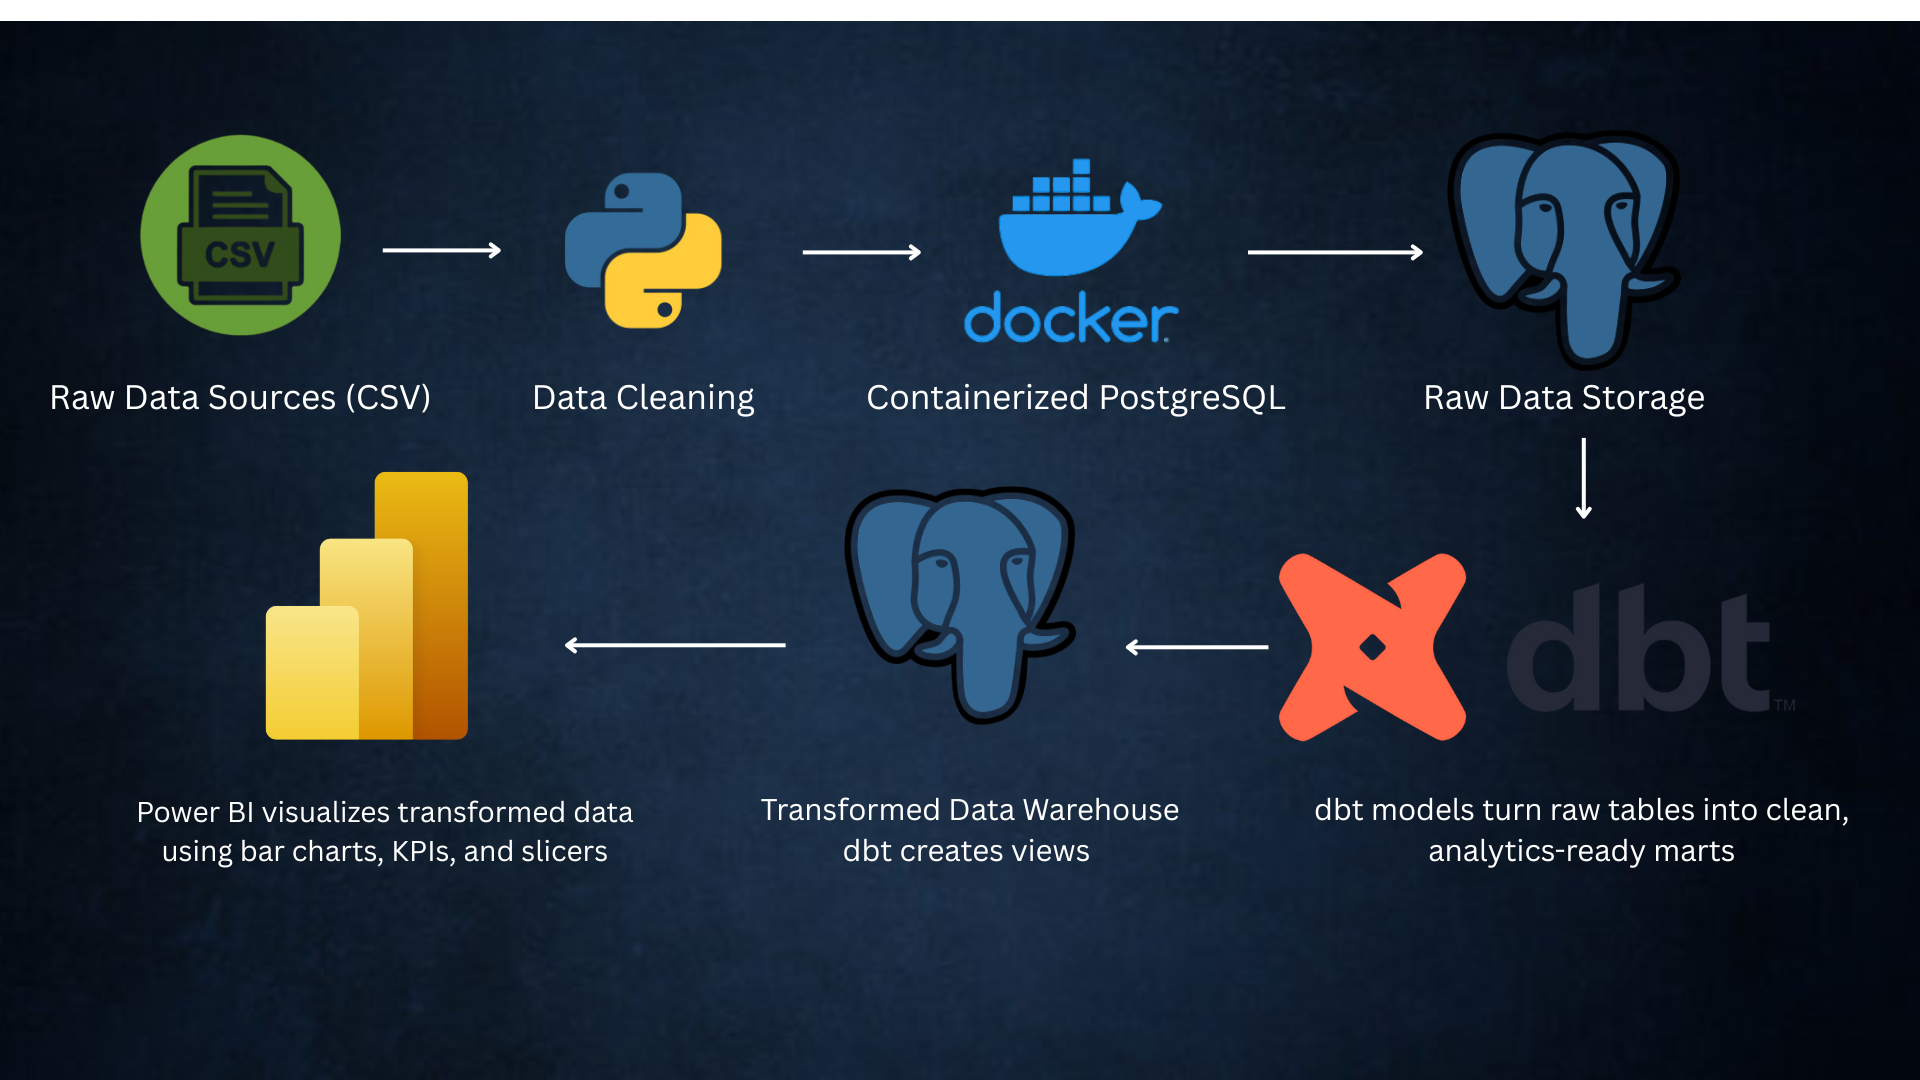 CSV
docker
Raw Data Sources (CSV)
Data Cleaning
Containerized PostgreSQL
Raw Data Storage
dbt
TM
dbt models turn raw tables into clean,
analytics-ready marts
Transformed Data Warehouse
dbt creates views
Power BI visualizes transformed data
using bar charts, KPIs, and slicers